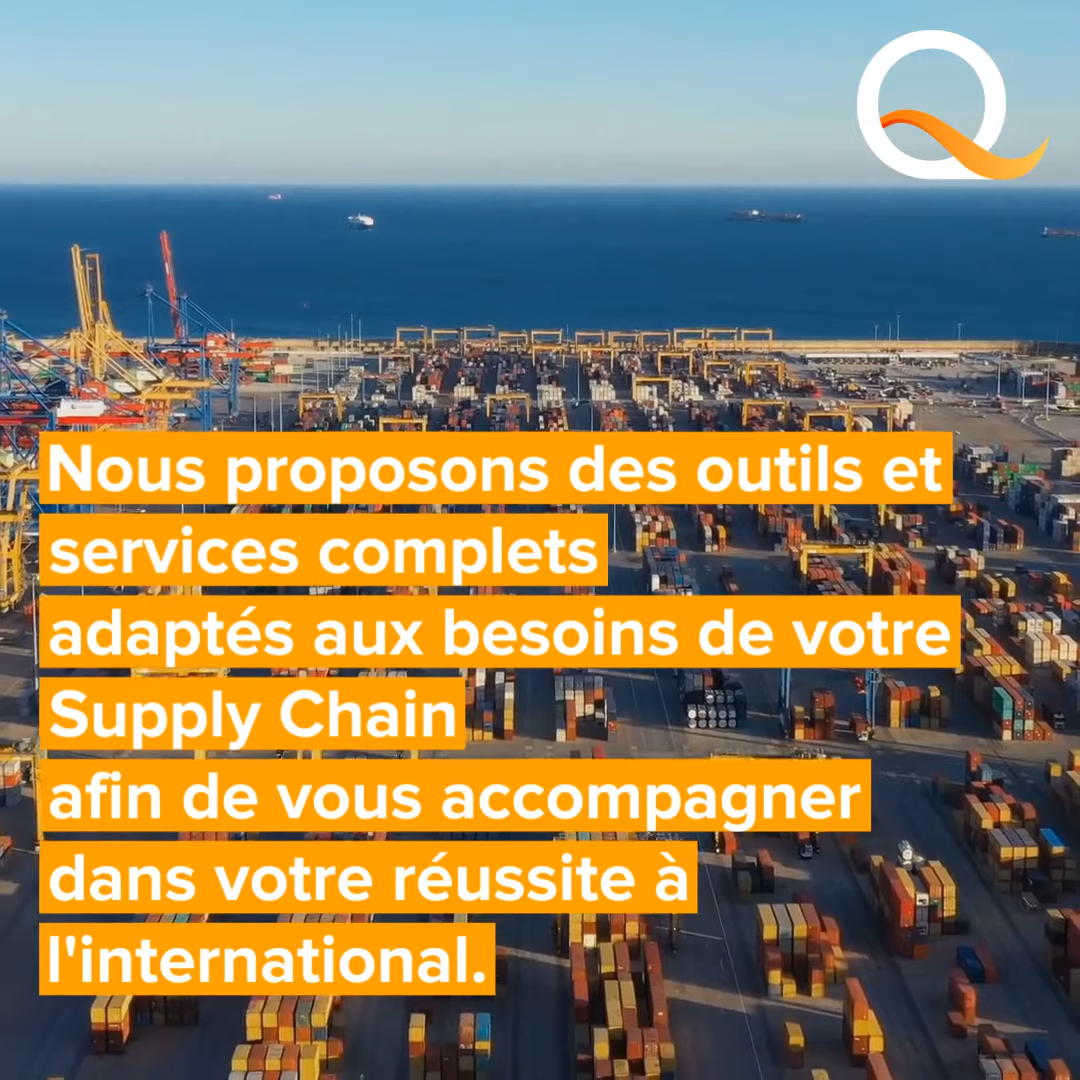 Q
Nous proposons des outils et
services complets
adaptés aux besoins de votre
Supply Chain
afin de vous accompagner
dans votre réussite à
l'international.